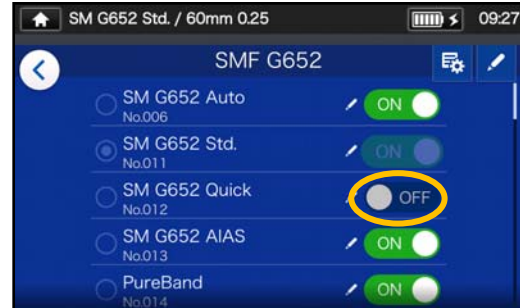 SM G652 Std. / 60mm 0.25 09:27
SMF G652
SM G652 Auto ON
No.006
SM G652 Std. ON
No.011
SM G652 Quick OFF
No.012
SM G652 AIAS ON
No.013
PureBand ON
No.014